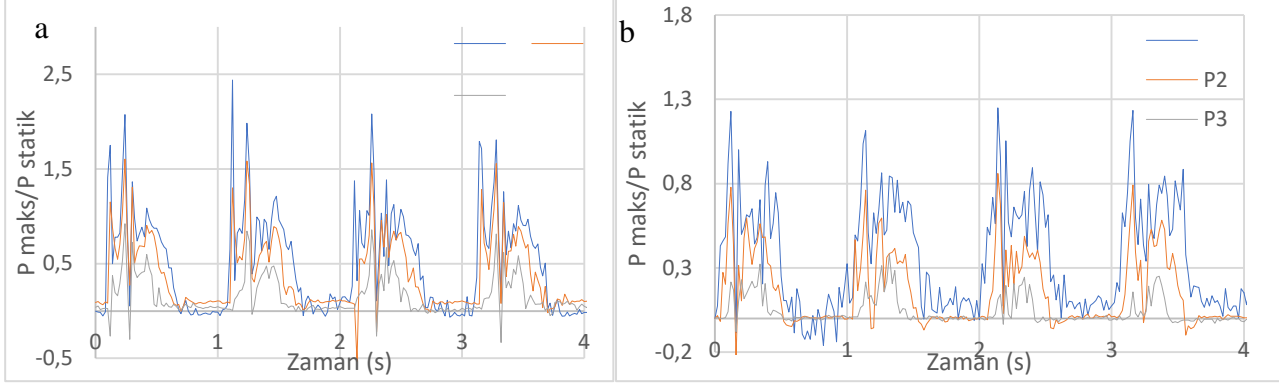 a
P maks/P statik
2,5
1,5
0,5
-0,5
0
1
2
3
4
Zaman (s)
b
P maks/P statik
1,8
1,3
0,8
0,3
-0,2
0
1
2
3
4
Zaman (s)
P2
P3